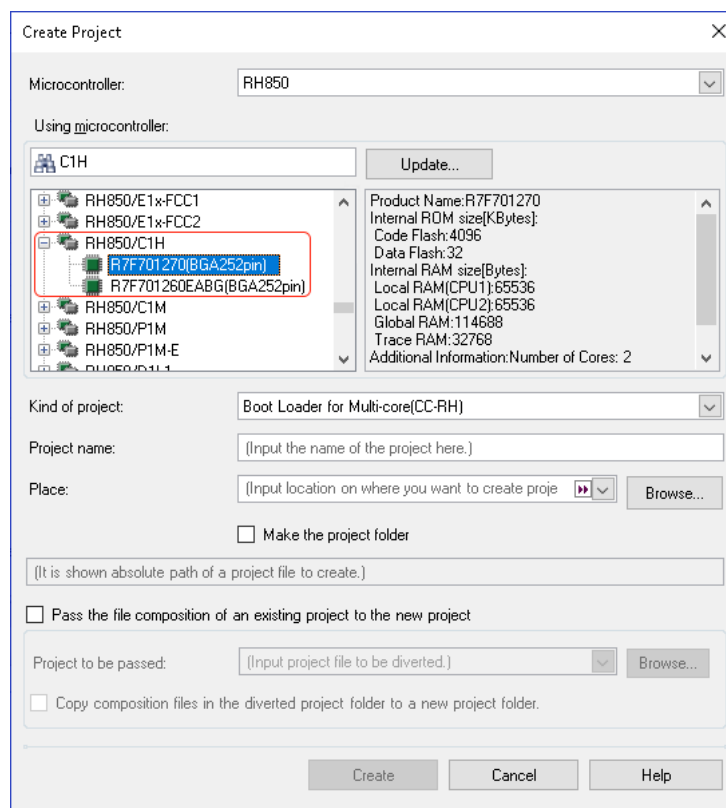 Create Project
Microcontroller:
RH850
Using microcontroller:
C1H
Update...
RH850/E1x-FCC1
RH850/E1x-FCC2
RH850/C1H
R7F701270(BGA252pin)
R7F701260EABG(BGA252pin)
RH850/C1M
RH850/P1M
RH850/P1M-E
Product Name:R7F701270
Internal ROM size[KBytes]:
Code Flash:4096
Data Flash:32
Internal RAM size[Bytes]:
Local RAM(CPU1):65536
Local RAM(CPU2):65536
Global RAM:114688
Trace RAM:32768
Additional Information:Number of Cores: 2
Kind of project:
Boot Loader for Multi-core(CC-RH)
Project name:
(Input the name of the project here.)
Place:
(Input location on where you want to create proje
Browse...
Make the project folder
(It is shown absolute path of a project file to create.)
Pass the file composition of an existing project to the new project
Project to be passed:
(Input project file to be diverted.)
Browse...
Copy composition files in the diverted project folder to a new project folder.
Create
Cancel
Help